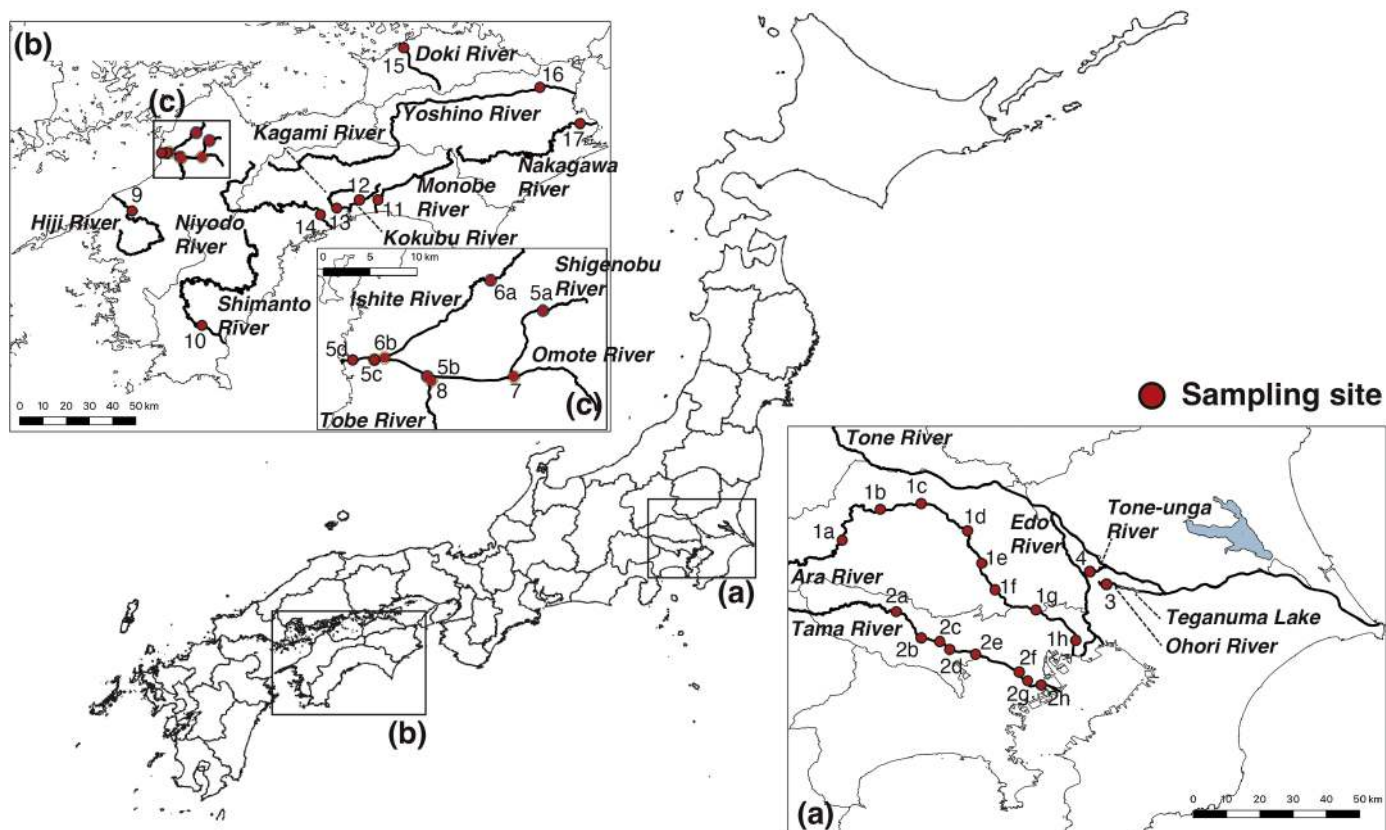 (b)
Doki River
15
16
(c)
Yoshino River
Kagami River
17
Nakagawa
River
9
12
Monobe
River
11
Hiji River
Niyodo
River
14
13
Kokubu River
0 5 10 km
Shigenobu
River
6a
5a
Ishite River
Shimanto
River
10
6b
5d
5c
5b
Omote River
8
7
(c)
Tobe River
0 10 20 30 40 50 km
Sampling site
(a)
(b)
Tone River
1b
1c
1d
Edo
River
Tone-unga
River
1a
4
1e
Ara River
1f
3
2a
1g
Teganuma Lake
Tama River
2c
1h
Ohori River
2b
2e
2d
2f
2g
2h
(a)
0 10 20 30 40 50 km